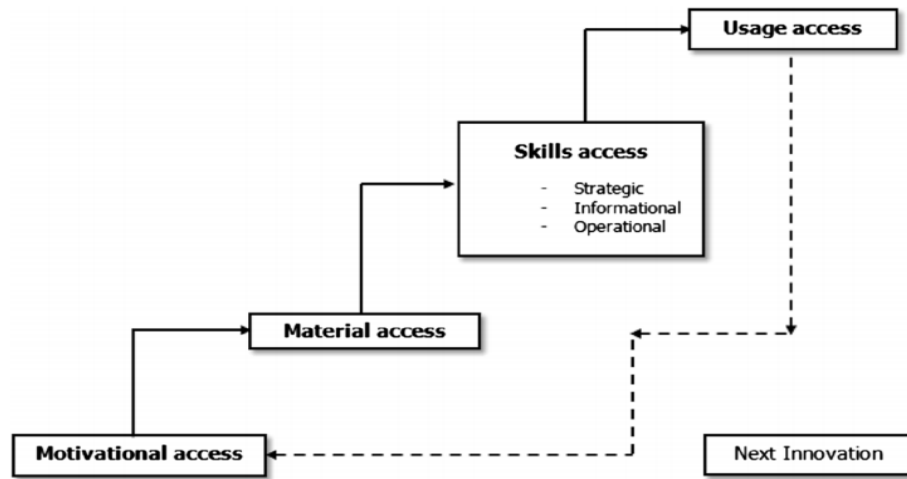 Usage access
Skills access
- Strategic
- Informational
- Operational
Material access
Motivational access
Next Innovation